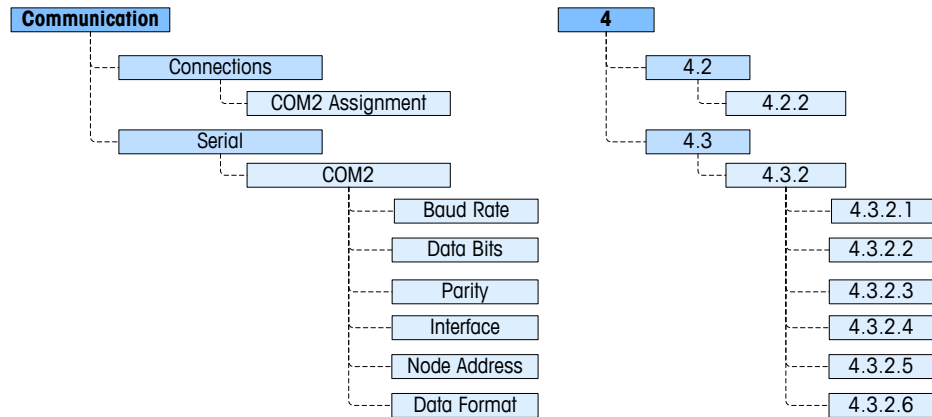 Communication
4
Connections
4.2
COM2 Assignment
4.2.2
Serial
4.3
COM2
4.3.2
Baud Rate
4.3.2.1
Data Bits
4.3.2.2
Parity
4.3.2.3
Interface
4.3.2.4
Node Address
4.3.2.5
Data Format
4.3.2.6